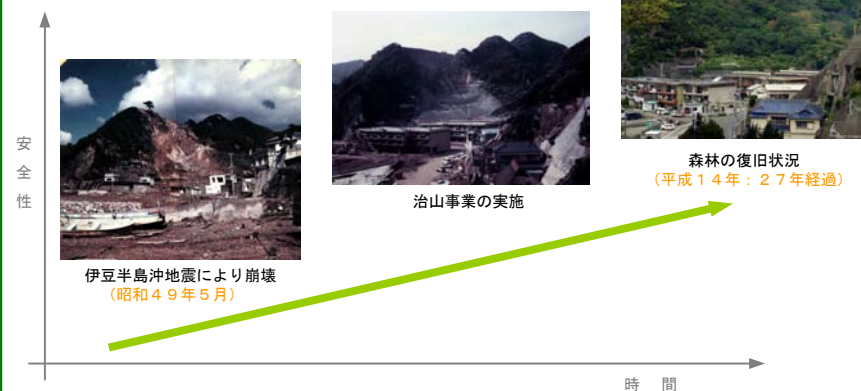 安全性
伊豆半島沖地震により崩壊
(昭和49年5月)
治山事業の実施
森林の復旧状況
(平成14年:27年経過)
時 間